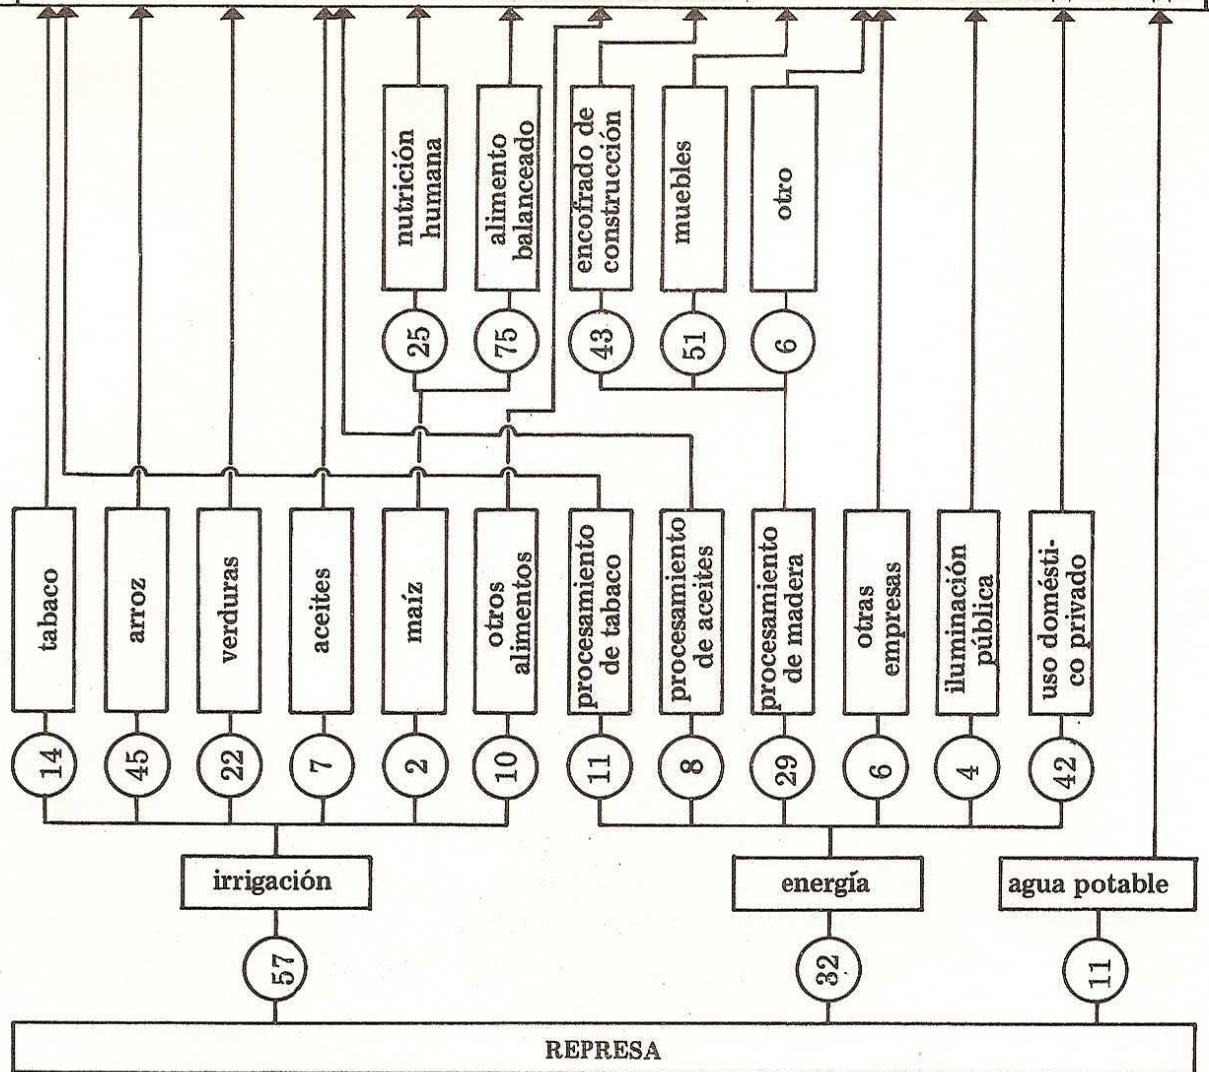 nutrición
humana
alimento
balanceado
encofrado de
construcción
muebles
otro
25
75
43
51
6
tabaco
arroz
verduras
aceites
maíz
otros
alimentos
procesamiento
de tabaco
procesamiento
de aceites
procesamiento
de madera
otras
empresas
iluminación
pública
uso domésti-
co privado
14
45
22
7
2
10
11
8
29
6
4
42
irrigación
energía
agua potable
57
32
11
REPRESA